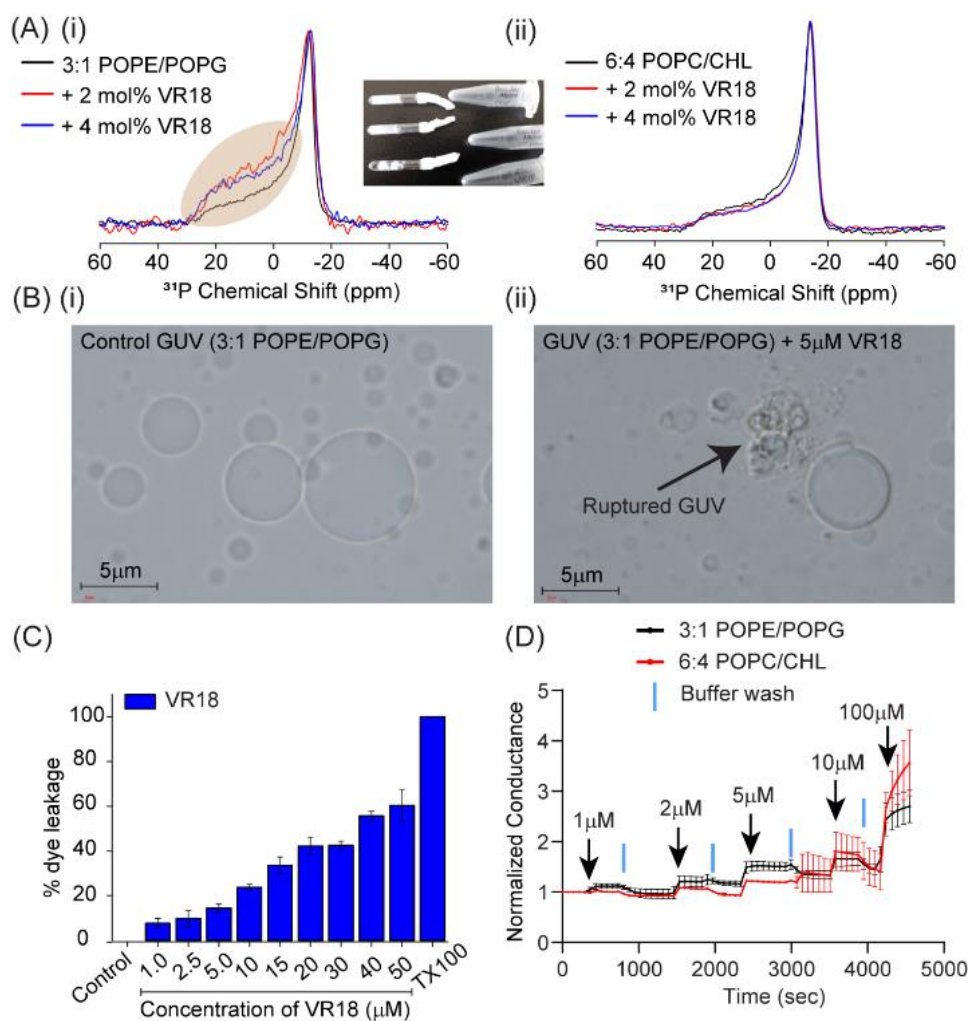 (A) (i)
3:1 POPE/POPG
+ 2 mol% VR18
+ 4 mol% VR18
60 40 20 0 -20 -40 -60
³¹P Chemical Shift (ppm)
(ii)
6:4 POPC/CHL
+ 2 mol% VR18
+ 4 mol% VR18
60 40 20 0 -20 -40 -60
³¹P Chemical Shift (ppm)
(B) (i)
Control GUV (3:1 POPE/POPG)
5μm
(ii)
GUV (3:1 POPE/POPG) + 5μM VR18
Ruptured GUV
5μm
(C)
VR18
% dye leakage
100
80
60
40
20
0
Control 1.0 2.5 5.0 10 15 20 30 40 50 TX100
Concentration of VR18 (μM)
(D)
3:1 POPE/POPG
6:4 POPC/CHL
Buffer wash
Normalized Conductance
5
4
3
2
1
0
1μM
2μM
5μM
10μM
100μM
0 1000 2000 3000 4000 5000
Time (sec)